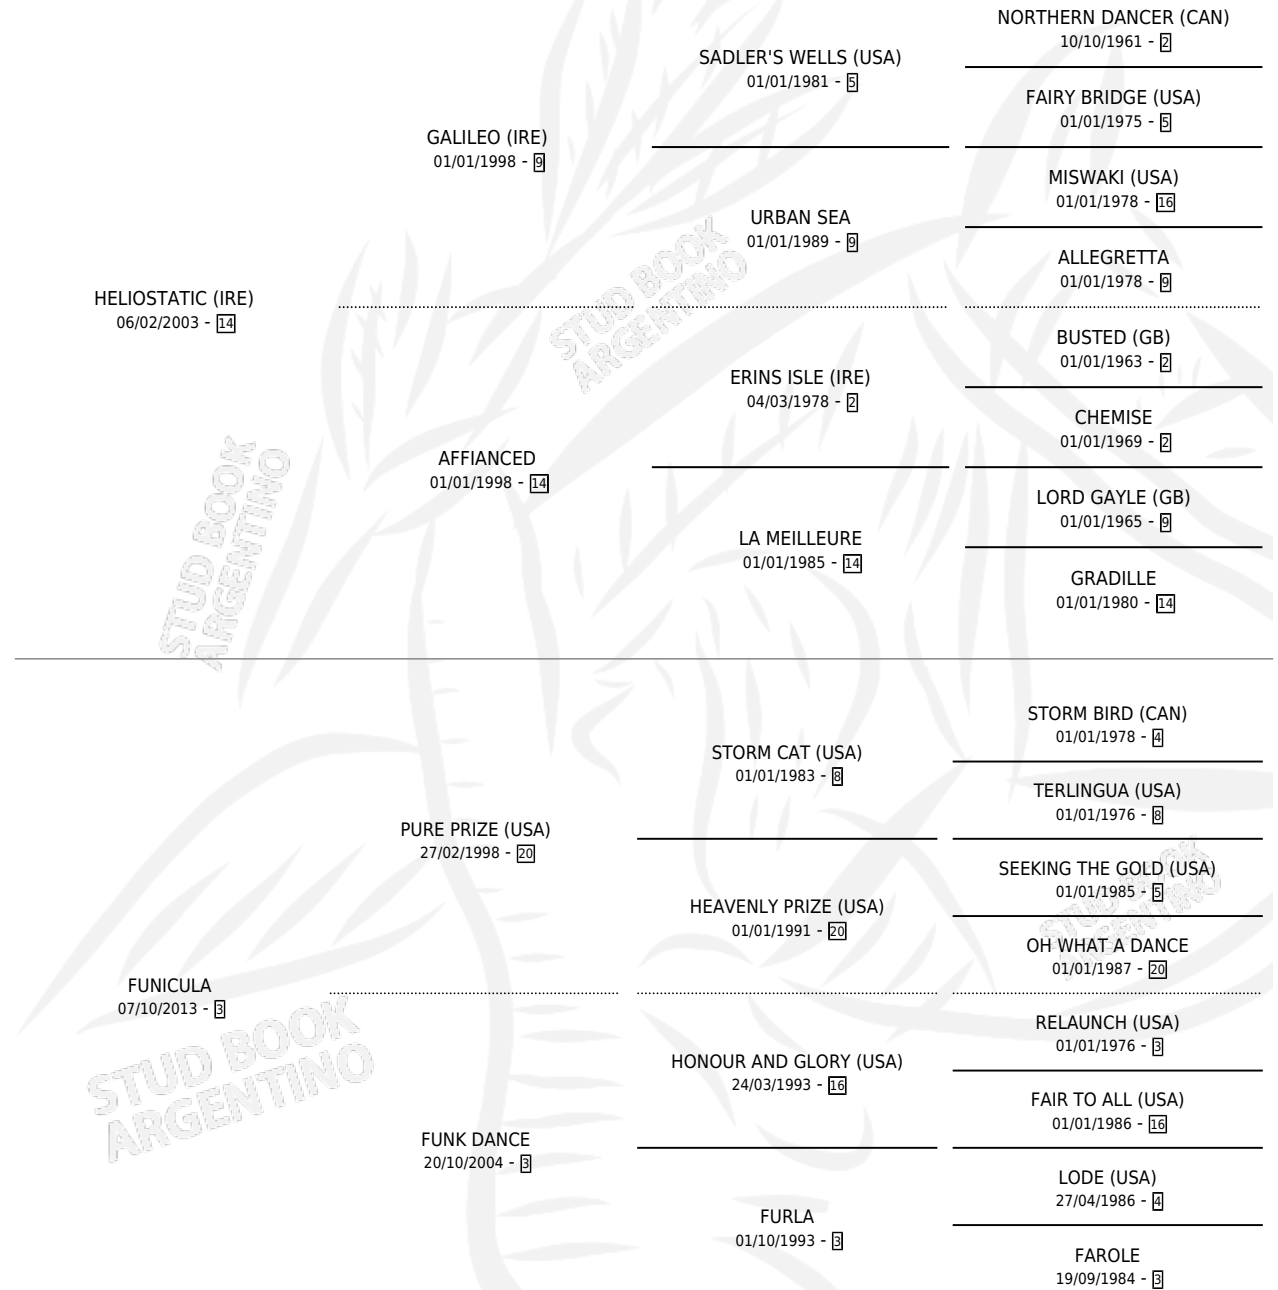 NORTHERN DANCER (CAN)
10/10/1961 - 2
SADLER'S WELLS (USA)
01/01/1981 - 5
FAIRY BRIDGE (USA)
01/01/1975 - 5
GALILEO (IRE)
01/01/1998 - 9
MISWAKI (USA)
01/01/1978 - 16
URBAN SEA
01/01/1989 - 9
ALLEGRETTA
01/01/1978 - 9
HELIOSTATIC (IRE)
06/02/2003 - 14
BUSTED (GB)
01/01/1963 - 2
ERINS ISLE (IRE)
04/03/1978 - 2
CHEMISE
01/01/1969 - 2
AFFIANCED
01/01/1998 - 14
LORD GAYLE (GB)
01/01/1965 - 9
LA MEILLEURE
01/01/1985 - 14
GRADILLE
01/01/1980 - 14
STORM BIRD (CAN)
01/01/1978 - 4
STORM CAT (USA)
01/01/1983 - 8
TERLINGUA (USA)
01/01/1976 - 8
PURE PRIZE (USA)
27/02/1998 - 20
SEEKING THE GOLD (USA)
01/01/1985 - 5
HEAVENLY PRIZE (USA)
01/01/1991 - 20
OH WHAT A DANCE
01/01/1987 - 20
FUNICULA
07/10/2013 - 3
RELAUNCH (USA)
01/01/1976 - 3
HONOUR AND GLORY (USA)
24/03/1993 - 16
FAIR TO ALL (USA)
01/01/1986 - 16
FUNK DANCE
20/10/2004 - 3
LODE (USA)
27/04/1986 - 4
FURLA
01/10/1993 - 3
FAROLE
19/09/1984 - 3
STUD BOOK
ARGENTINO
STUD BOOK
ARGENTINO
STUD BOOK
ARGENTINO
STUD BOOK
ARGENTINO